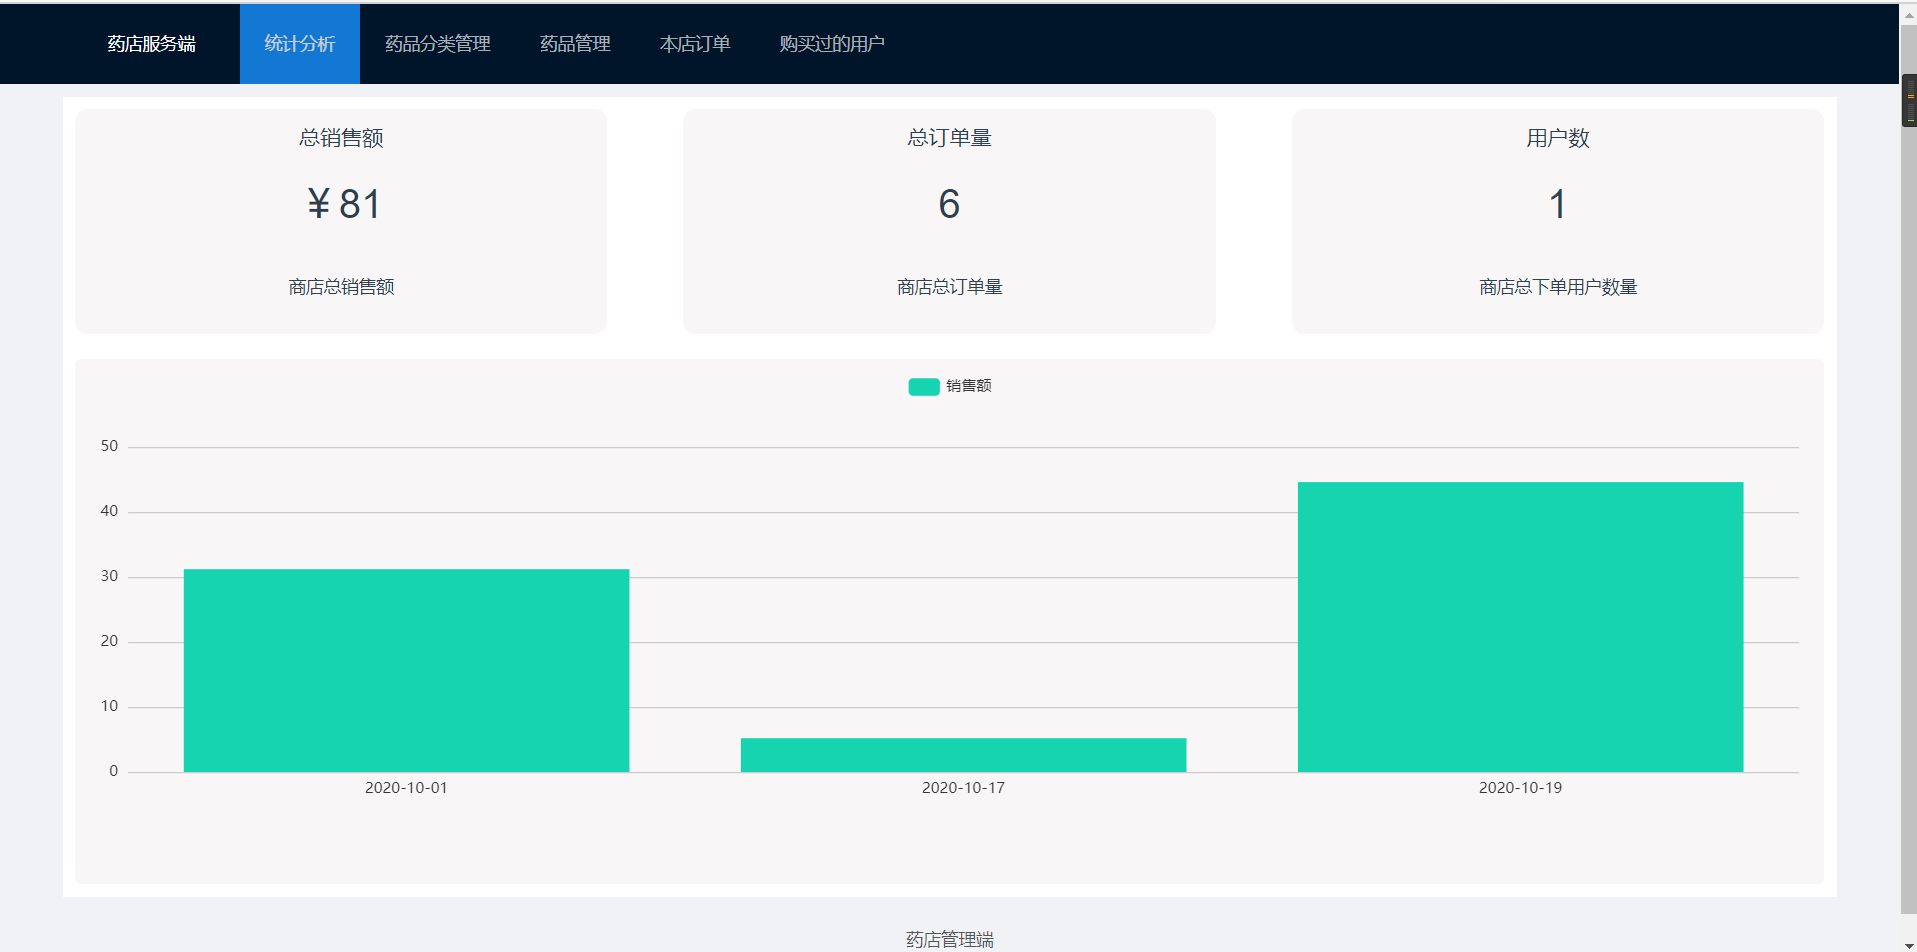 药店服务端 统计分析 药品分类管理 药品管理 本店订单 购买过的用户
总销售额 总订单量 用户数
¥ 81 6 1
商店总销售额 商店总订单量 商店总下单用户数量
销售额
50
40
30
20
10
0
2020-10-01 2020-10-17 2020-10-19
药店管理端